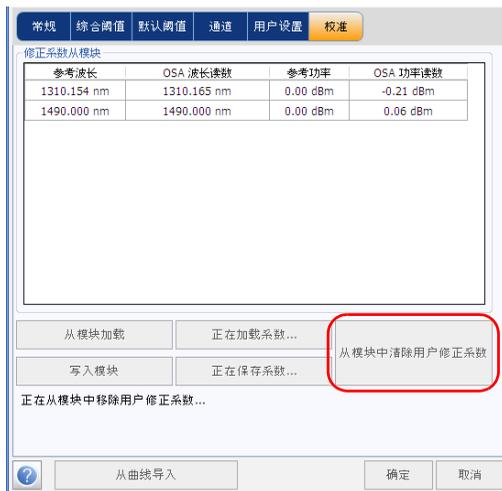 常规 综合阈值 默认阈值 通道 用户设置 校准
修正系数从模块
参考波长 OSA 波长读数 参考功率 OSA 功率读数
1310.154 nm 1310.165 nm 0.00 dBm -0.21 dBm
1490.000 nm 1490.000 nm 0.00 dBm 0.06 dBm
从模块加载 正在加载系数...
从模块中清除用户修正系数
写入模块 正在保存系数...
正在从模块中移除用户修正系数...
? 从曲线导入 确定 取消